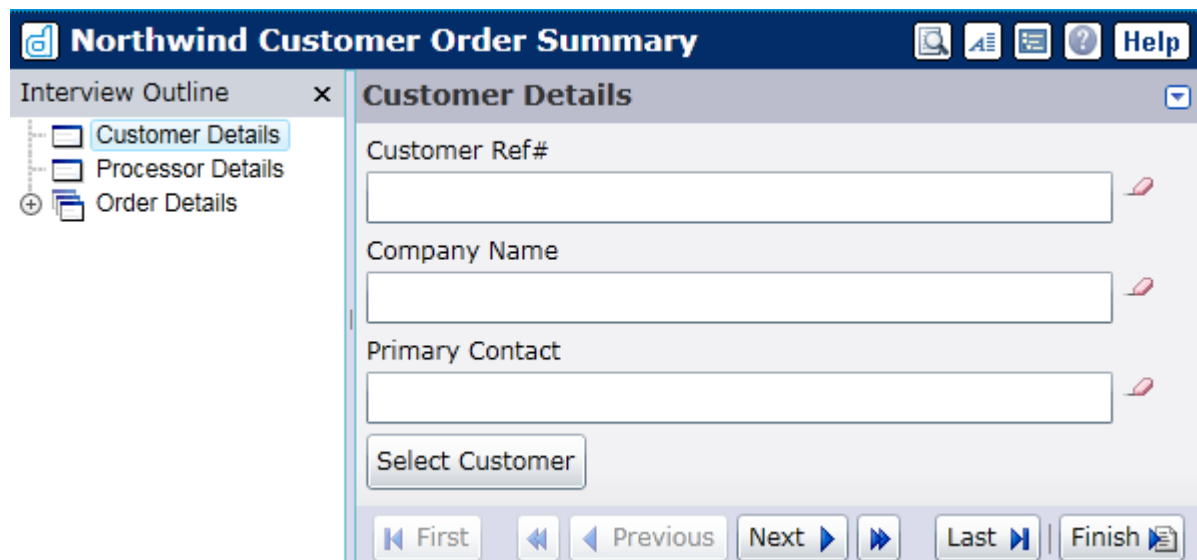 Northwind Customer Order Summary
Help
Interview Outline
Customer Details
Processor Details
Order Details
Customer Details
Customer Ref#
Company Name
Primary Contact
Select Customer
First Previous Next Last Finish